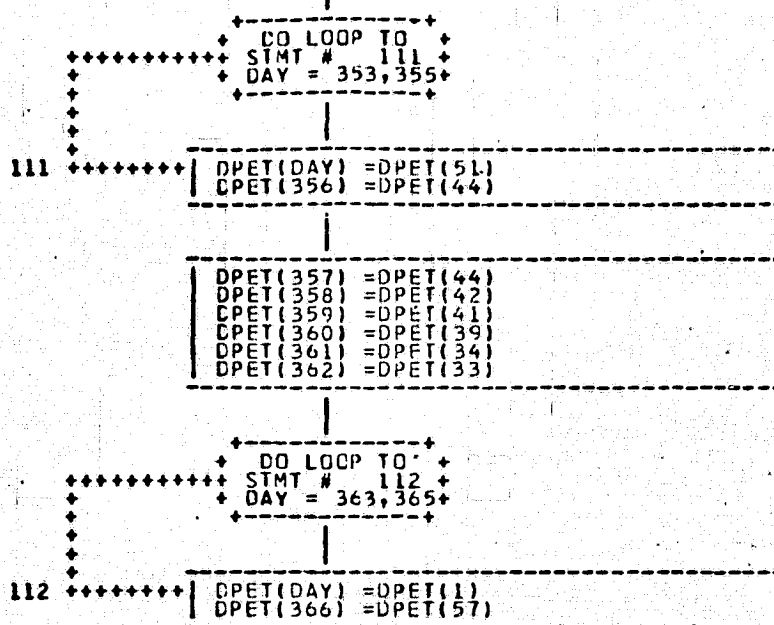 DO LOOP TO
STMT # 111
DAY = 353,355
111 DPET(DAY) =DPET(51)
DPET(356) =DPET(44)
DPET(357) =DPET(44)
DPET(358) =DPET(42)
DPET(359) =DPET(41)
DPET(360) =DPET(39)
DPET(361) =DPET(34)
DPET(362) =DPET(33)
DO LOOP TO
STMT # 112
DAY = 363,365
112 DPET(DAY) =DPET(1)
DPET(366) =DPET(57)